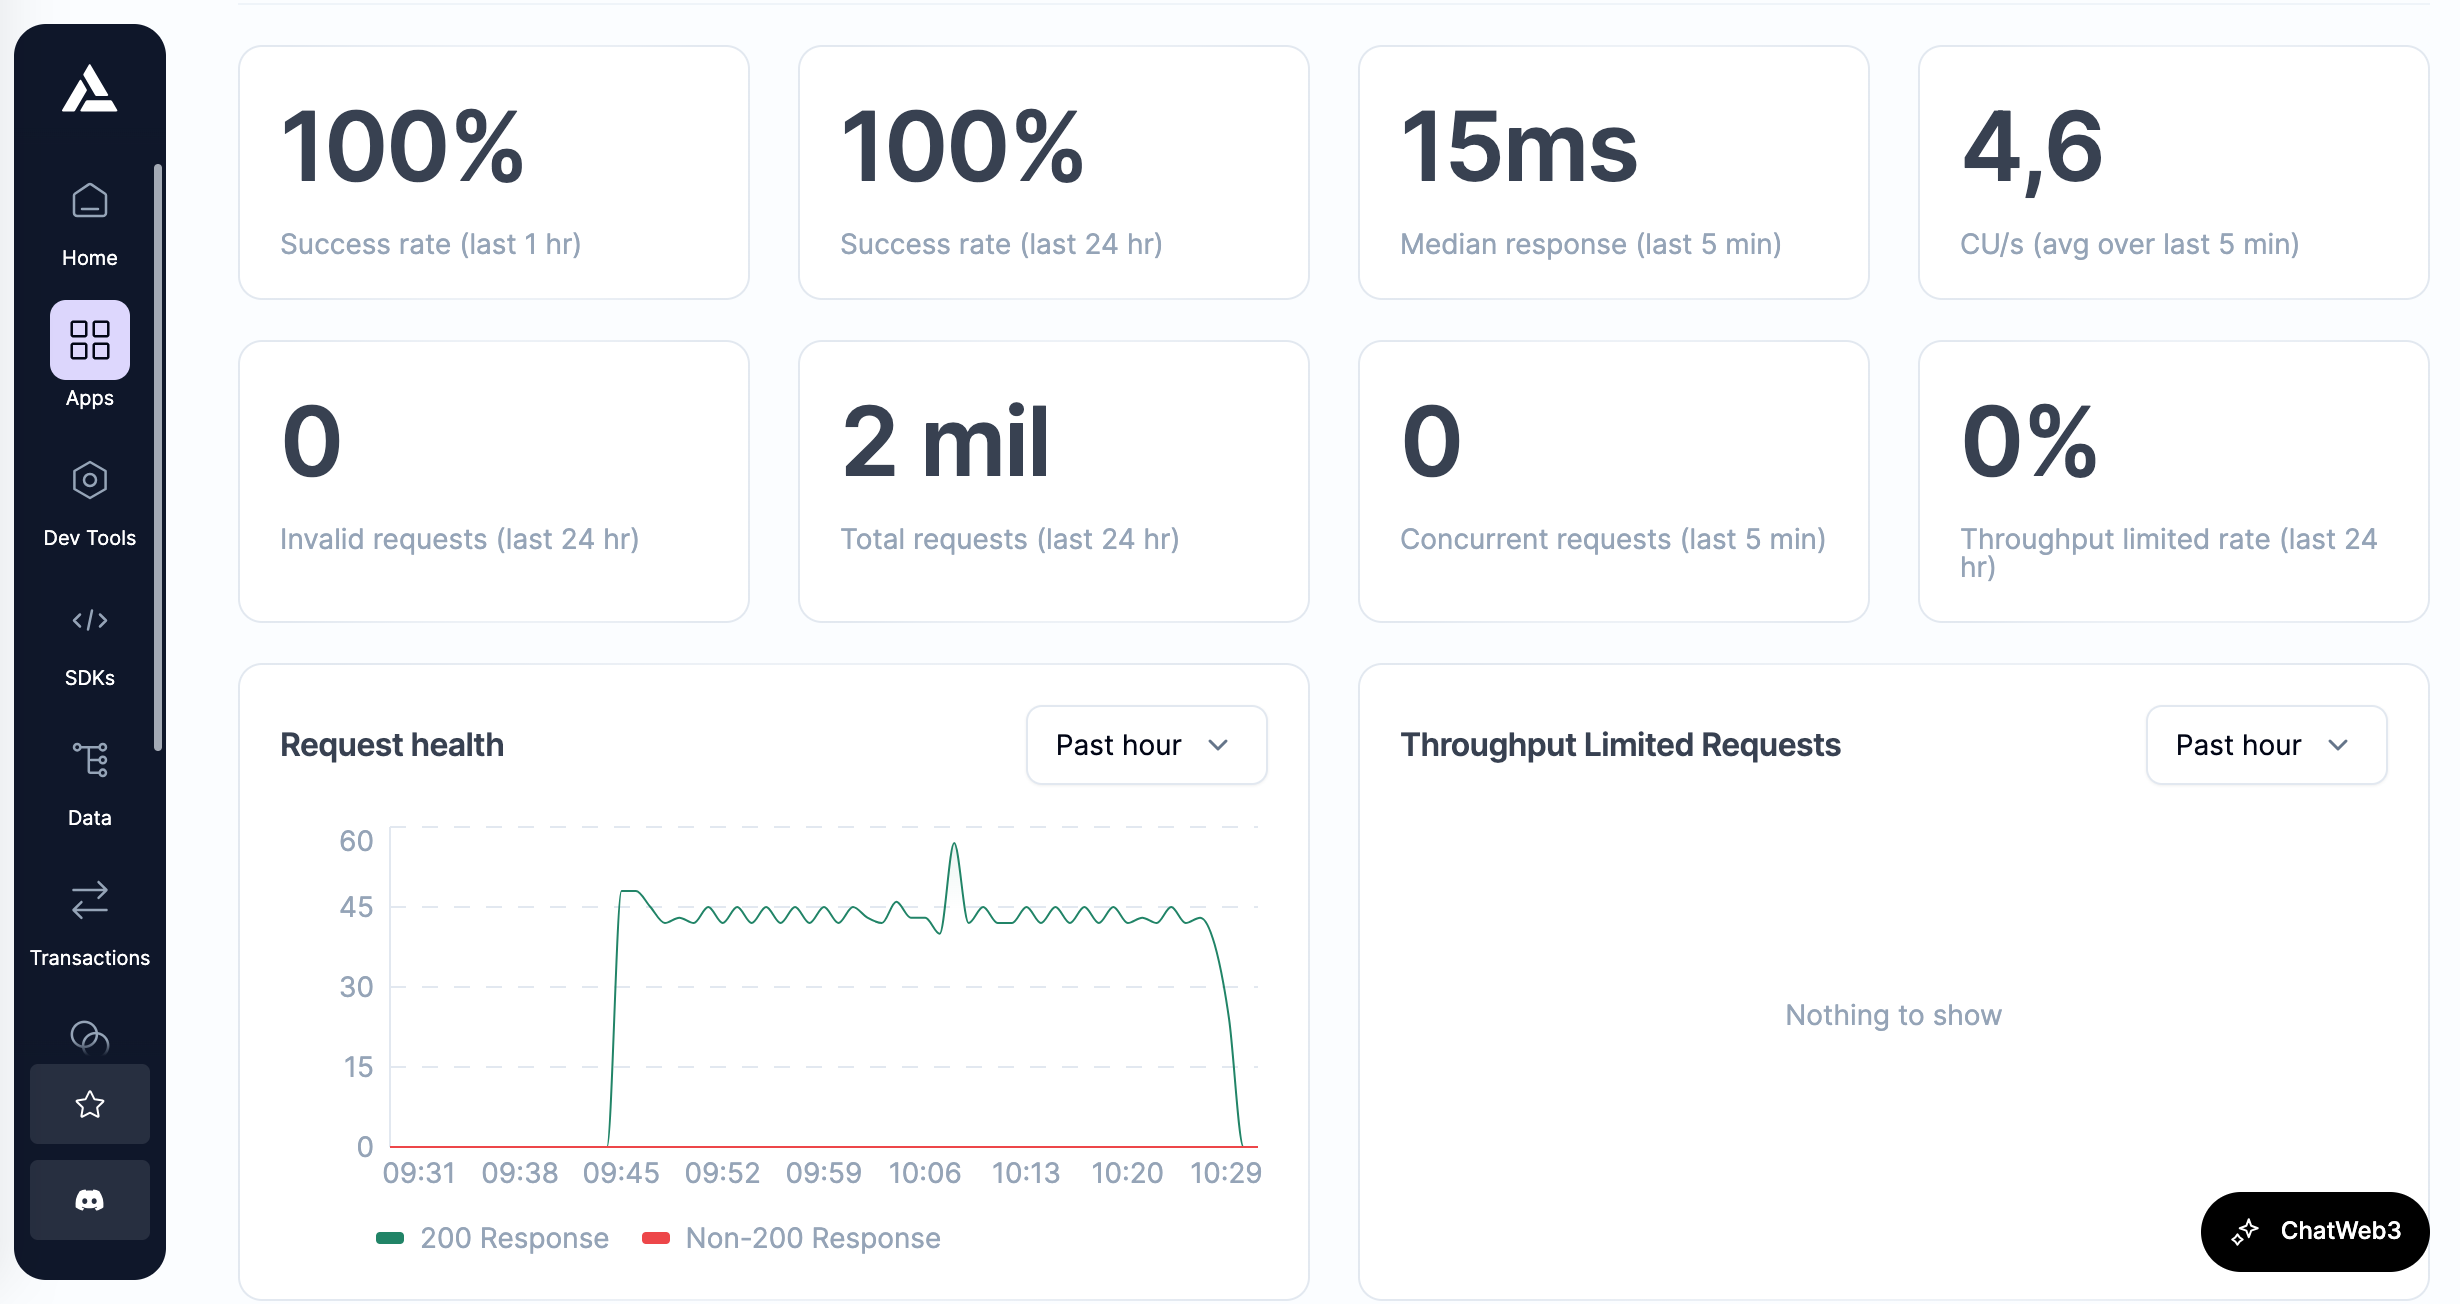 Home
Apps
Dev Tools
SDKs
Data
Transactions
100%
Success rate (last 1 hr)
100%
Success rate (last 24 hr)
15ms
Median response (last 5 min)
4,6
CU/s (avg over last 5 min)
0
Invalid requests (last 24 hr)
2 mil
Total requests (last 24 hr)
0
Concurrent requests (last 5 min)
0%
Throughput limited rate (last 24
hr)
Request health
Past hour
60
45
30
15
0
09:31 09:38 09:45 09:52 09:59 10:06 10:13 10:20 10:29
200 Response Non-200 Response
Throughput Limited Requests
Past hour
Nothing to show
ChatWeb3